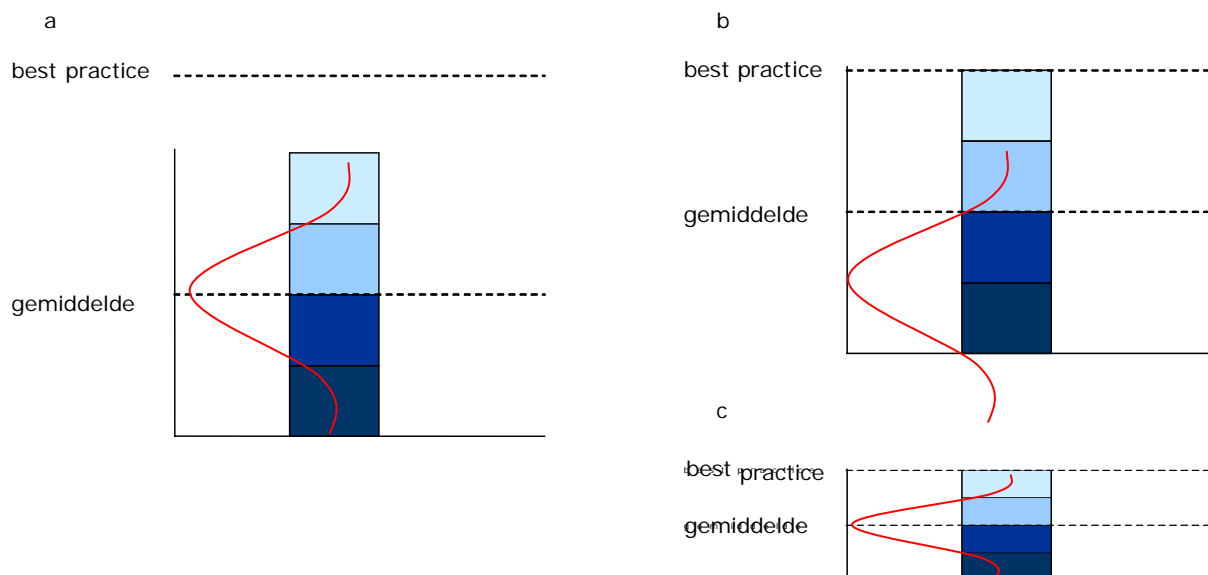 a
best practice
gemiddelde
b
best practice
gemiddelde
c
best practice
gemiddelde